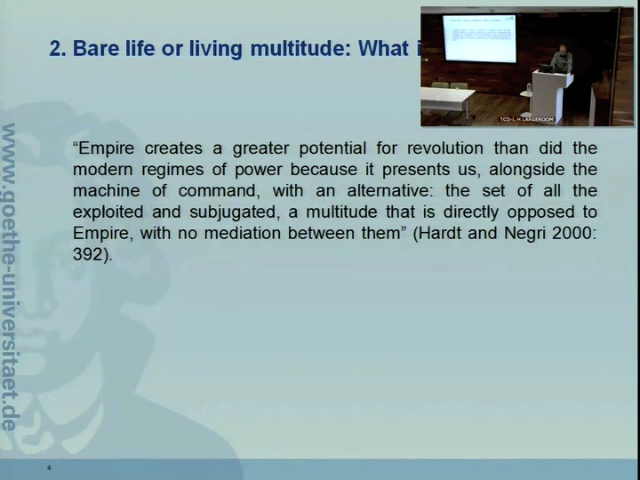 2. Bare life or living multitude: What i
TCD-L.H LARGEROOM
“Empire creates a greater potential for revolution than did the
modern regimes of power because it presents us, alongside the
machine of command, with an alternative: the set of all the
exploited and subjugated, a multitude that is directly opposed to
Empire, with no mediation between them” (Hardt and Negri 2000:
392).
www.goethe-universitaet.de
4